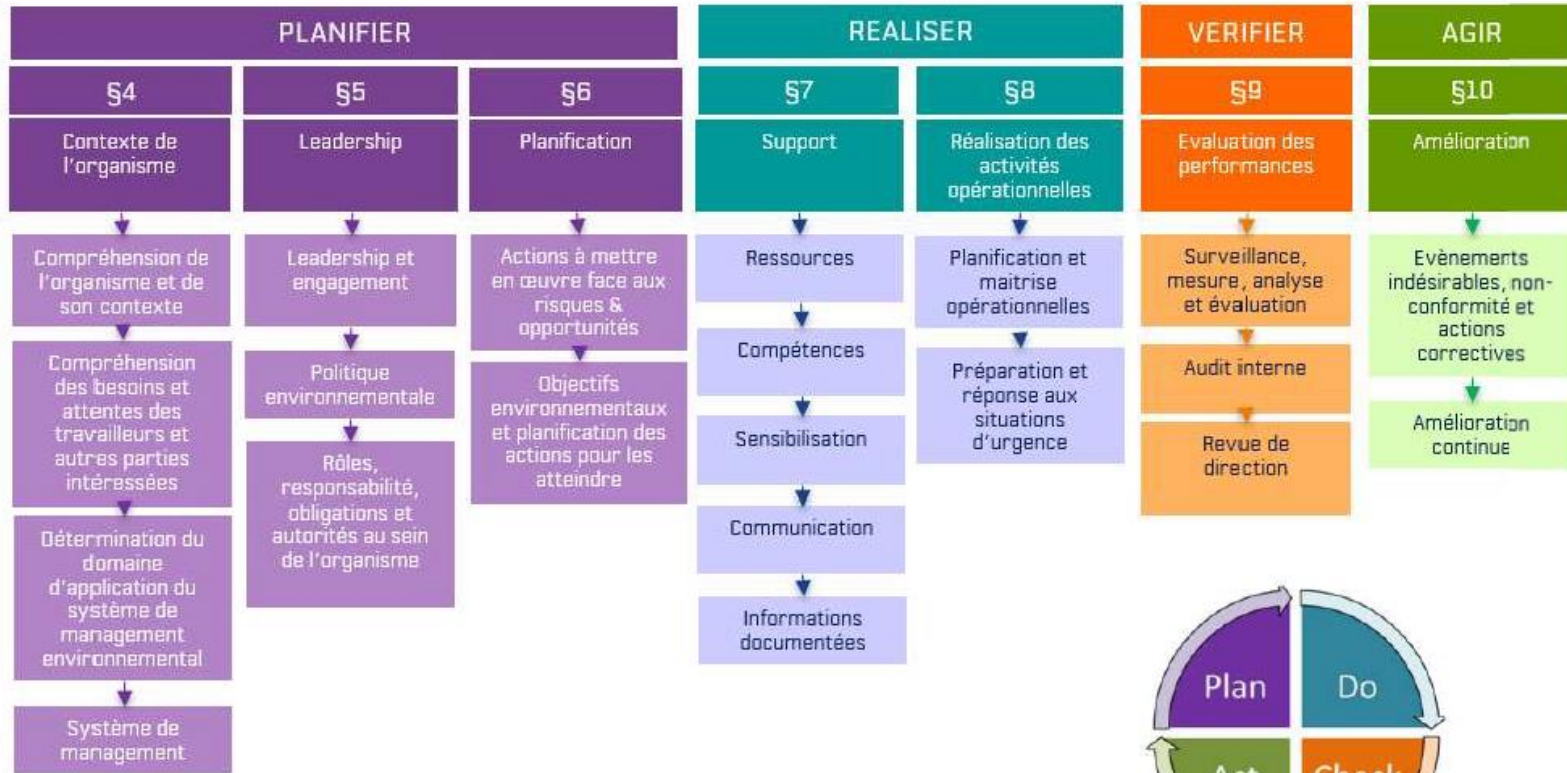 PLANIFIER
REALISER
VERIFIER
AGIR
§4
§5
§6
§7
§8
§9
§10
Contexte de
l'organisme
Leadership
Planification
Support
Réalisation des
activités
opérationnelles
Evaluation des
performances
Amélioration
Compréhension de
l'organisme et de
son contexte
Compréhension
des besoins et
attentes des
travailleurs et
autres parties
intéressées
Détermination du
domaine
d'application du
système de
management
environnemental
Système de
management
Leadership et
engagement
Politique
environnementale
Rôles,
responsabilité,
obligations et
autorités au sein
de l'organisme
Actions à mettre
en œuvre face aux
risques &
opportunités
Objectifs
environnementaux
et planification des
actions pour les
atteindre
Ressources
Compétences
Sensibilisation
Communication
Informations
documentées
Planification et
maitrise
opérationnelles
Préparation et
réponse aux
situations
d'urgence
Surveillance,
mesure, analyse
et évaluation
Audit interne
Revue de
direction
Evènements
indésirables, non-
conformité et
actions
correctives
Amélioration
continue
Plan
Do
Act
Check